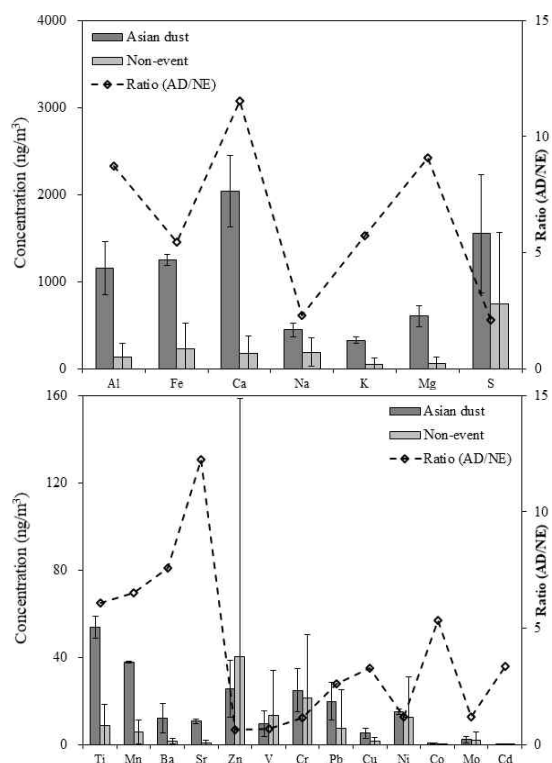 4000
3000
2000
1000
0
Concentration (ng/m³)
Asian dust
Non-event
Ratio (AD/NE)
15
10
5
0
Ratio (AD/NE)
Al Fe Ca Na K Mg S
160
120
80
40
0
Concentration (ng/m³)
Asian dust
Non-event
Ratio (AD/NE)
15
10
5
0
Ratio (AD/NE)
Ti Mn Ba Sr Zn V Cr Pb Cu Ni Co Mo Cd